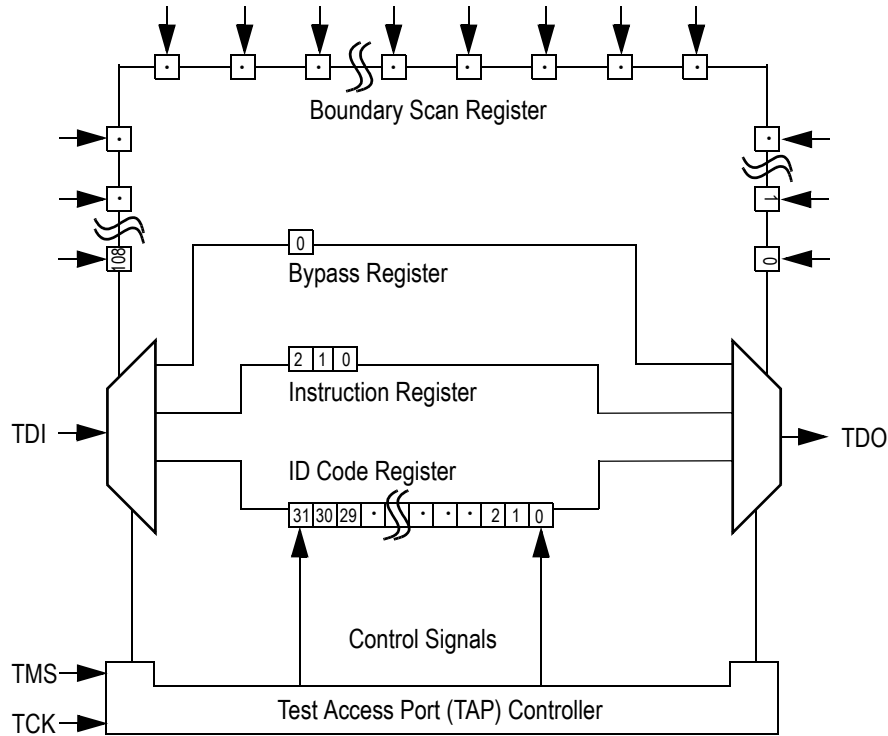 Boundary Scan Register
1
108
0
0
Bypass Register
2 1 0
Instruction Register
TDI
TDO
ID Code Register
31 30 29 · · · · 2 1 0
Control Signals
TMS
Test Access Port (TAP) Controller
TCK